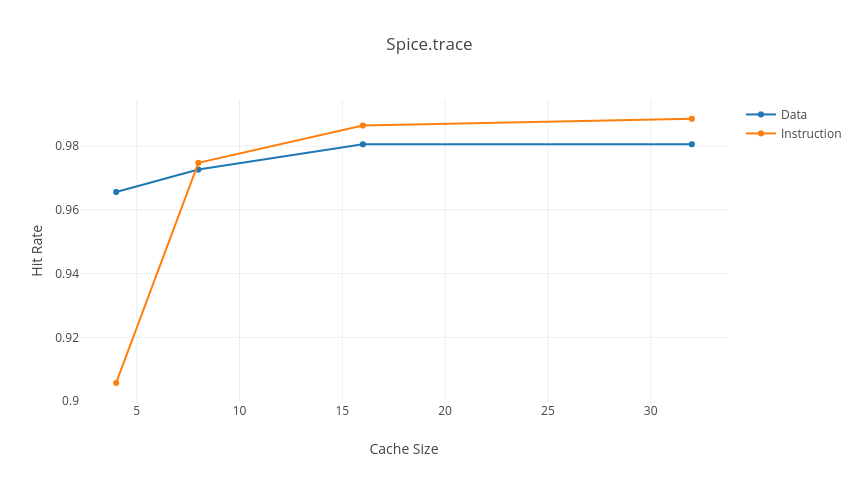 Spice.trace
Data
Instruction
0.98
0.96
0.94
0.92
0.9
Hit Rate
5 10 15 20 25 30
Cache Size